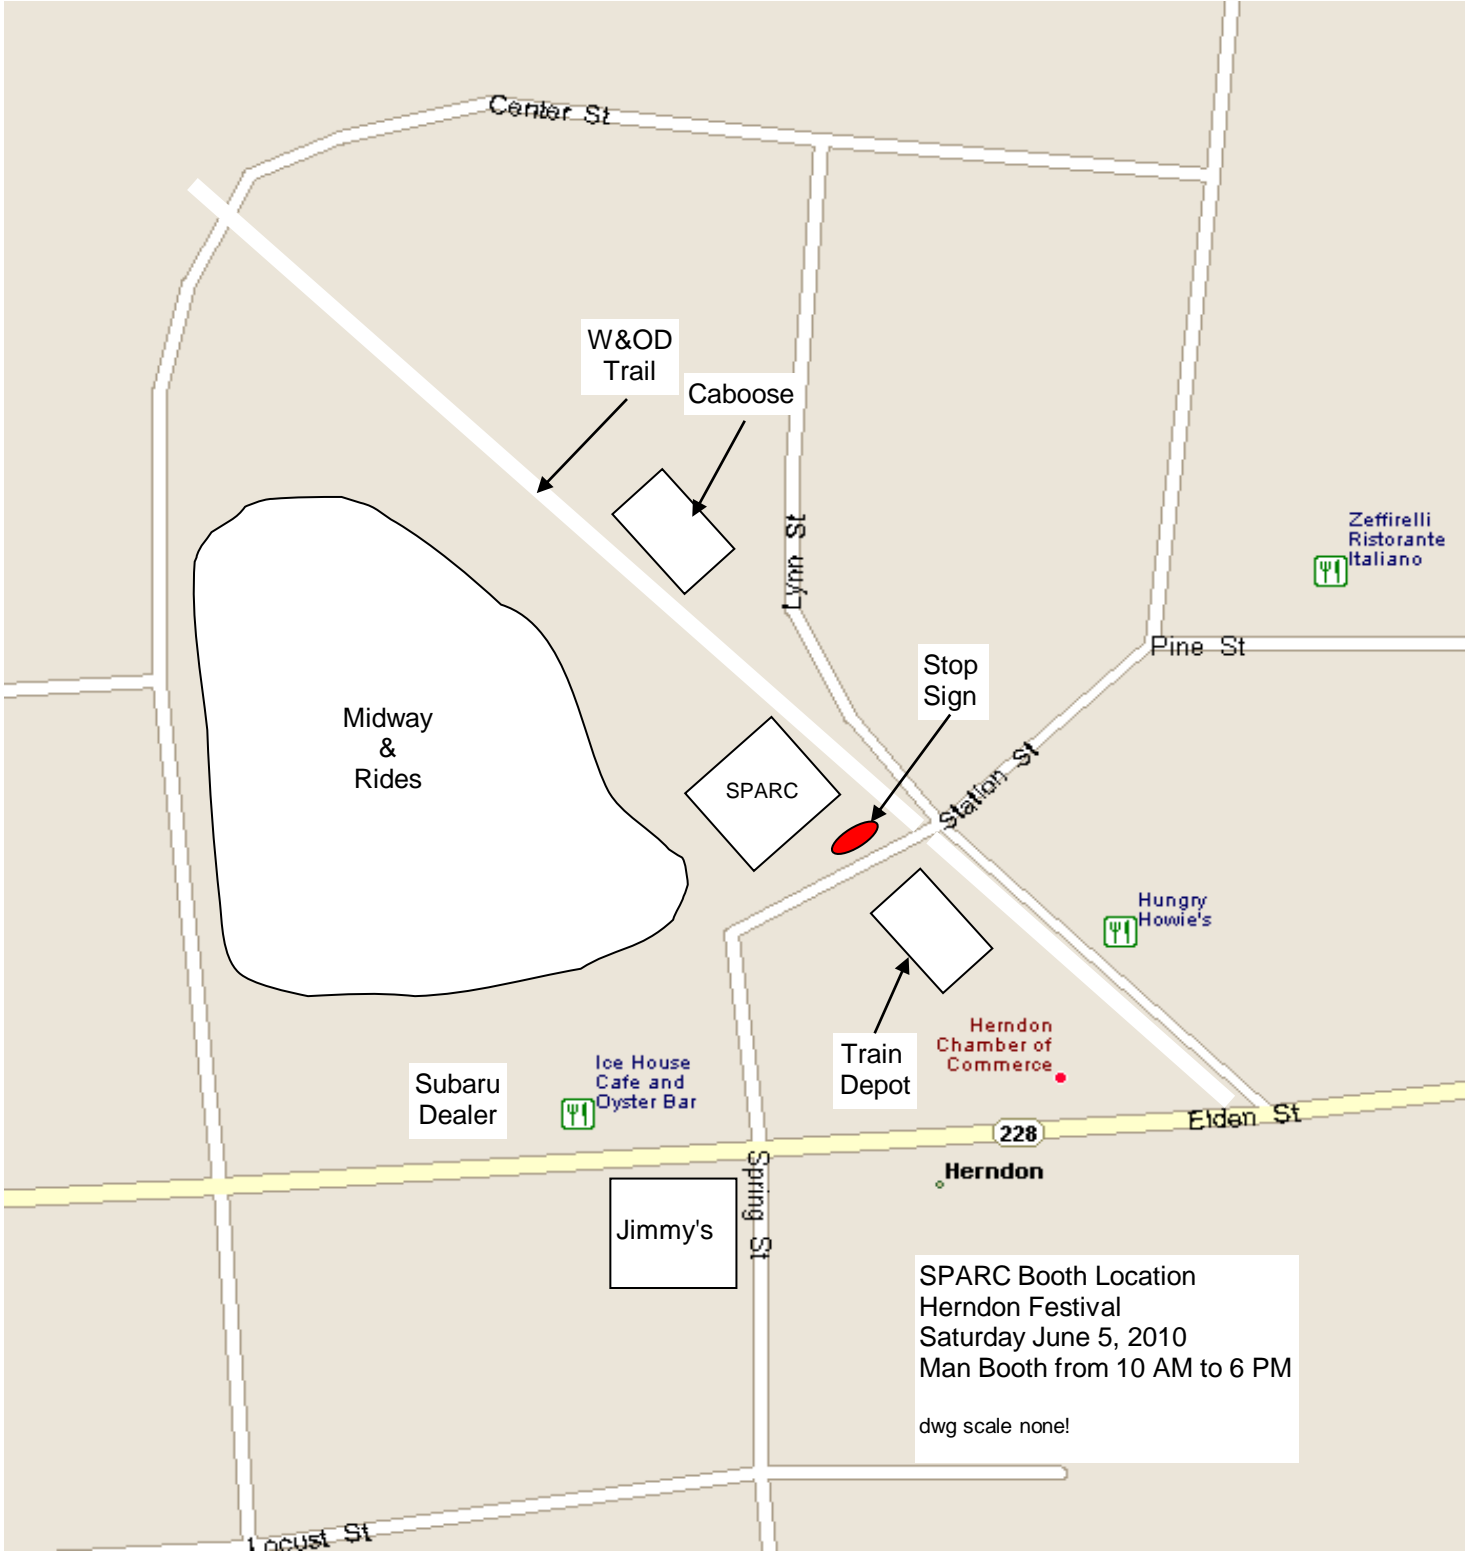 Center St
W&OD
Trail
Caboose
Lynn St
Zeffirelli
Ristorante
Italiano
Pine St
Stop
Sign
Midway
&
Rides
SPARC
Station St
Hungry
Howie's
Herndon
Chamber of
Commerce
Train
Depot
Ice House
Cafe and
Oyster Bar
Subaru
Dealer
Elden St
228
Herndon
Spring St
Jimmy's
SPARC Booth Location
Herndon Festival
Saturday June 5, 2010
Man Booth from 10 AM to 6 PM
dwg scale none!
Locust St